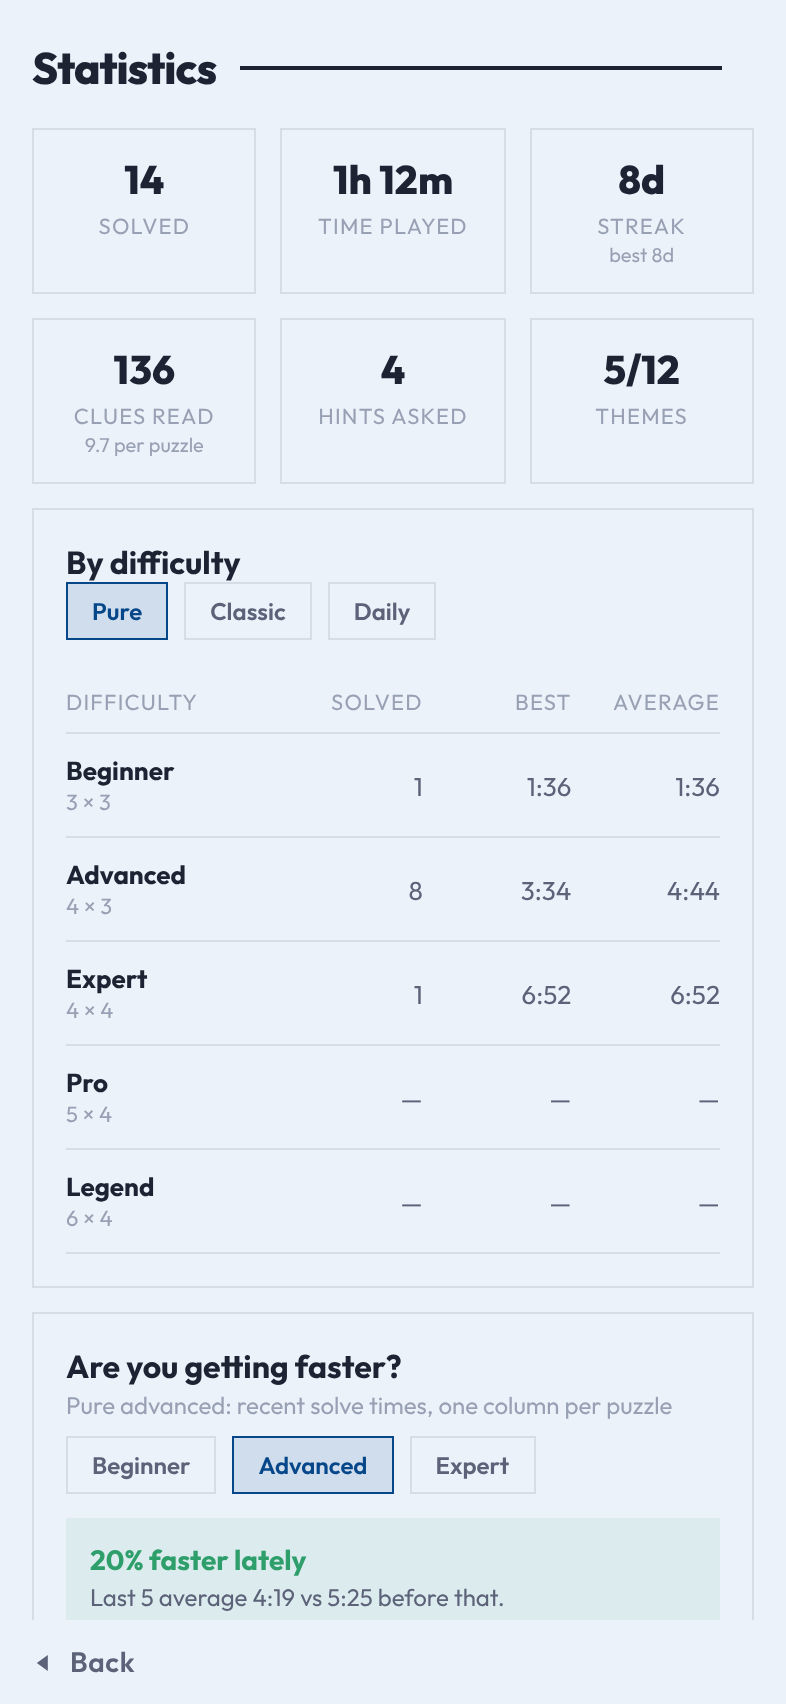 Statistics
14
SOLVED
1h 12m
TIME PLAYED
8d
STREAK
best 8d
136
CLUES READ
9.7 per puzzle
4
HINTS ASKED
5/12
THEMES
By difficulty
Pure Classic Daily
DIFFICULTY SOLVED BEST AVERAGE
Beginner
3 × 3
1 1:36 1:36
Advanced
4 × 3
8 3:34 4:44
Expert
4 × 4
1 6:52 6:52
Pro
5 × 4
— — —
Legend
6 × 4
— — —
Are you getting faster?
Pure advanced: recent solve times, one column per puzzle
Beginner Advanced Expert
20% faster lately
Last 5 average 4:19 vs 5:25 before that.
Back